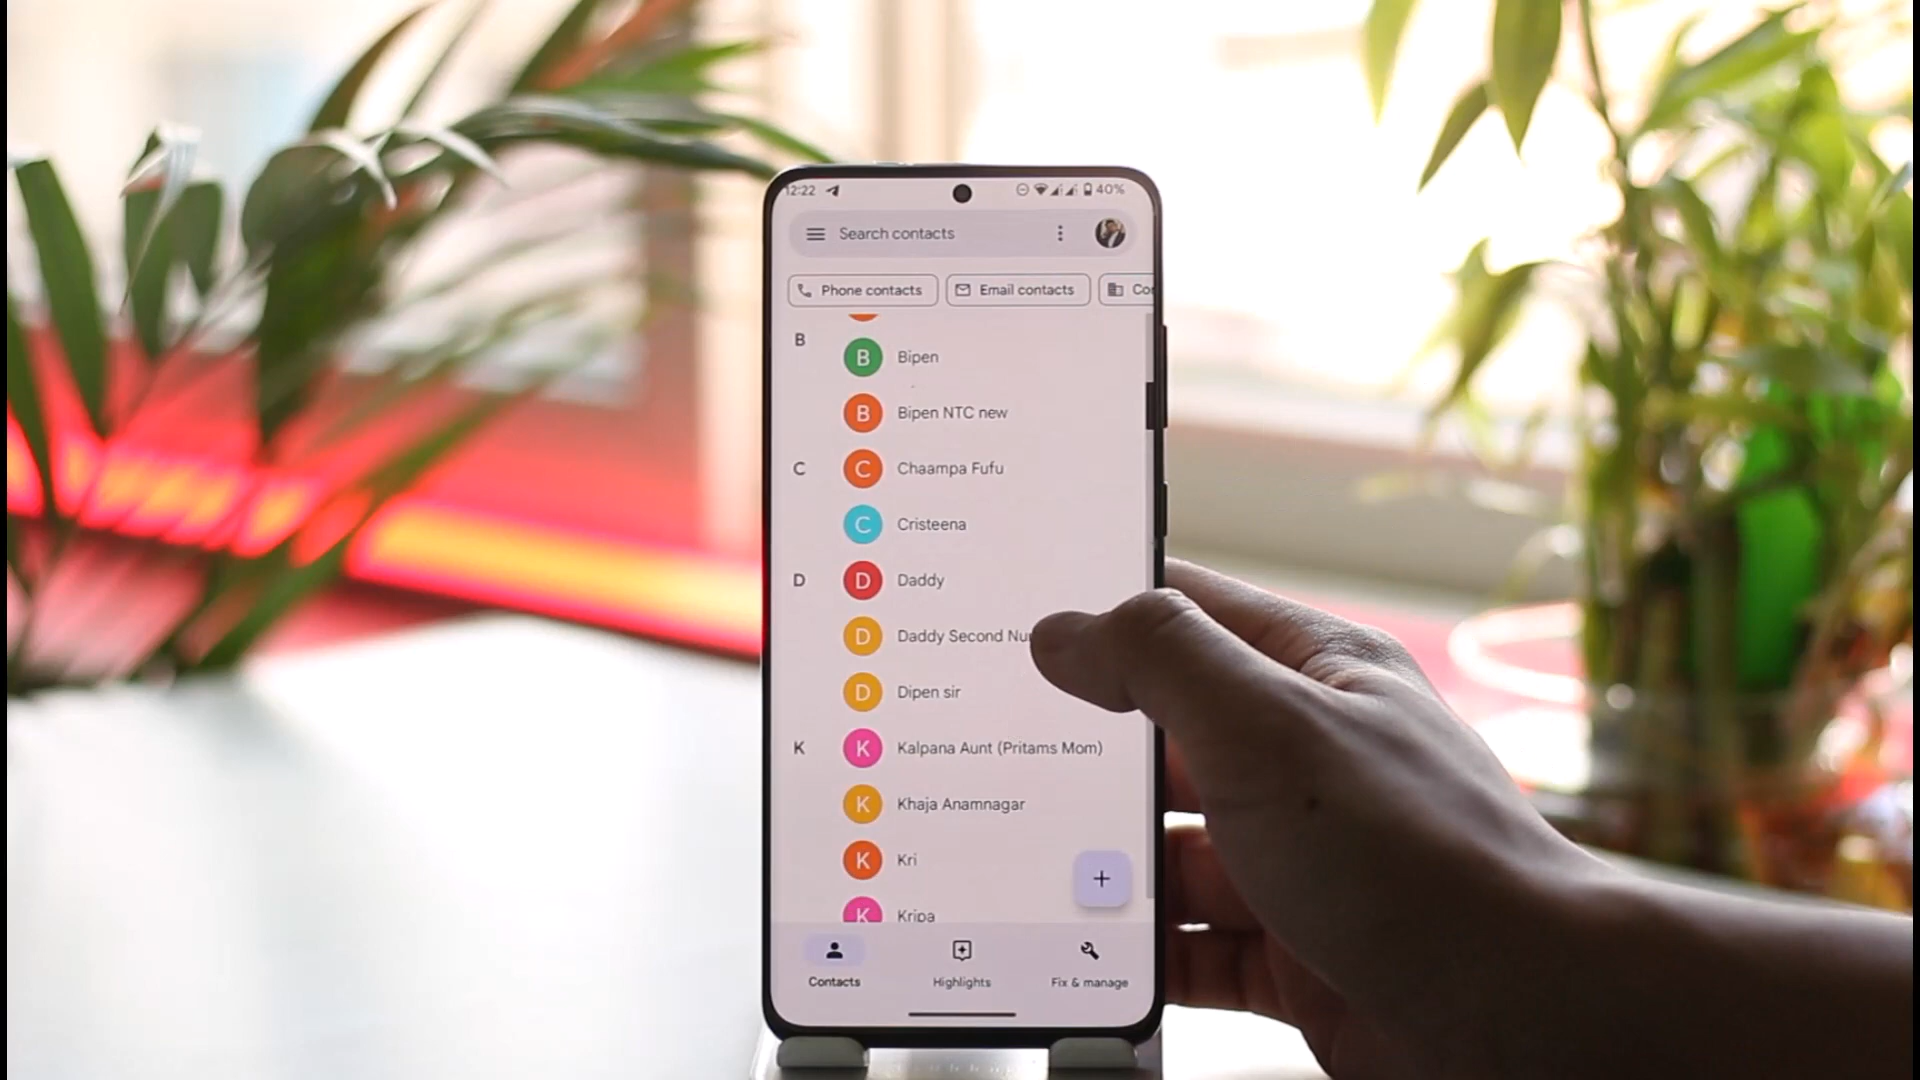 12:22 40%
Search contacts
Phone contacts Email contacts
B
B Bipen
B Bipen NTC new
C C Chaampa Fufu
C Cristeena
D D Daddy
D Daddy Second
D Dipen sir
K K Kalpana Aunt (Pritams Mom)
K Khaja Anamnagar
K Kri
K Kripa
Contacts Highlights Fix & manage